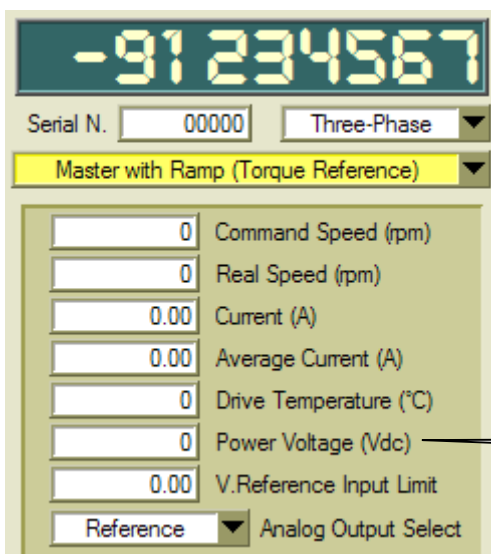 -91234567
Serial N. 00000 Three-Phase
Master with Ramp (Torque Reference)
0 Command Speed (rpm)
0 Real Speed (rpm)
0.00 Current (A)
0.00 Average Current (A)
0 Drive Temperature (°C)
0 Power Voltage (Vdc)
0.00 V.Reference Input Limit
Reference Analog Output Select